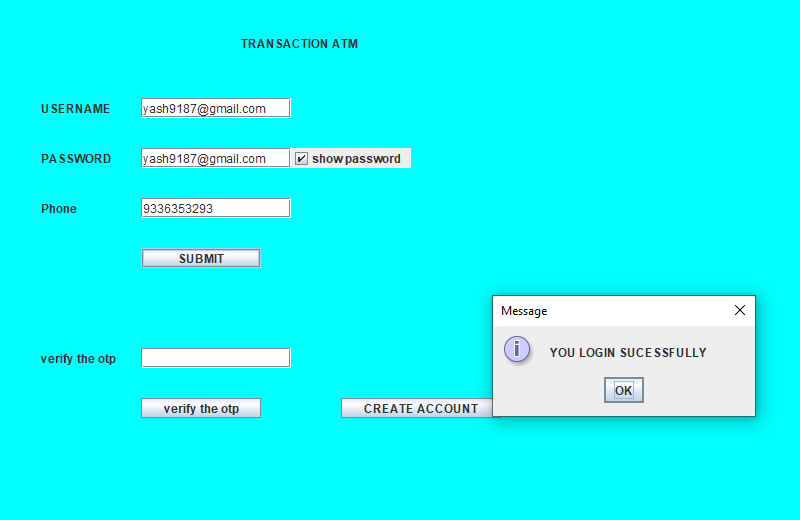 TRANSACTION ATM
USERNAME yash9187@gmail.com
PASSWORD yash9187@gmail.com show password
Phone 9336353293
SUBMIT
Message
YOU LOGIN SUCESSFULLY
OK
verify the otp
verify the otp CREATE ACCOUNT